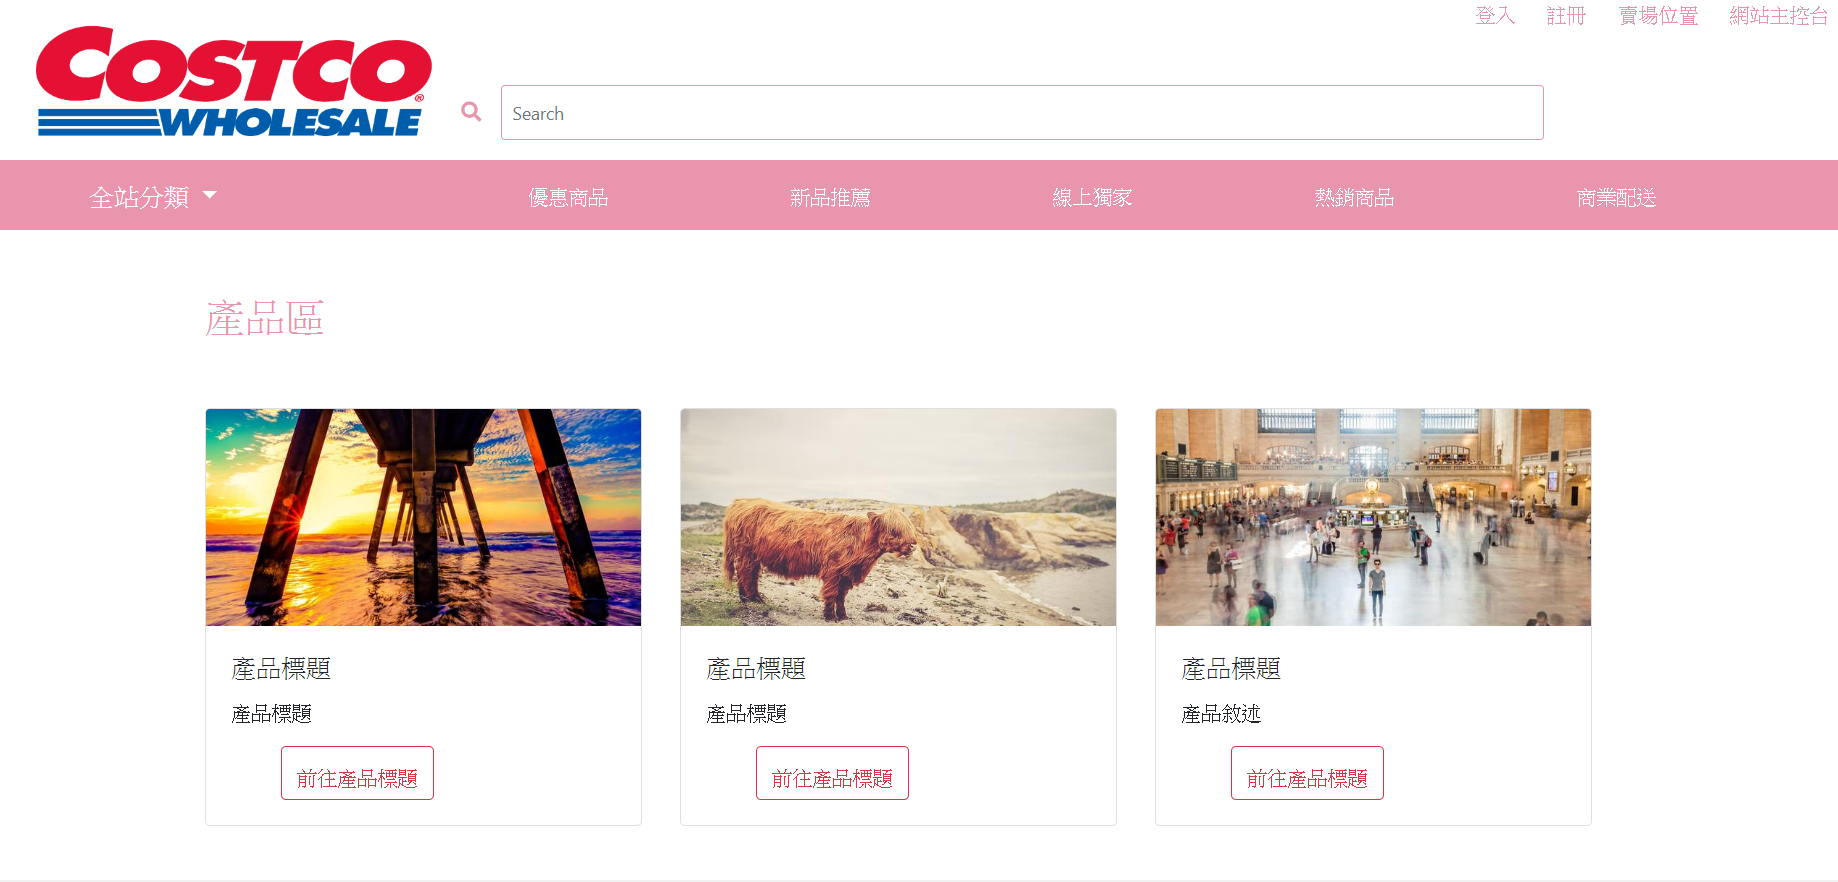 登入 註冊 賣場位置 網站主控台
COSTCO®
WHOLESALE
Search
全站分類 優惠商品 新品推薦 線上獨家 熱銷商品 商業配送
產品區
產品標題
產品標題
前往產品標題
產品標題
產品標題
前往產品標題
產品標題
產品敘述
前往產品標題